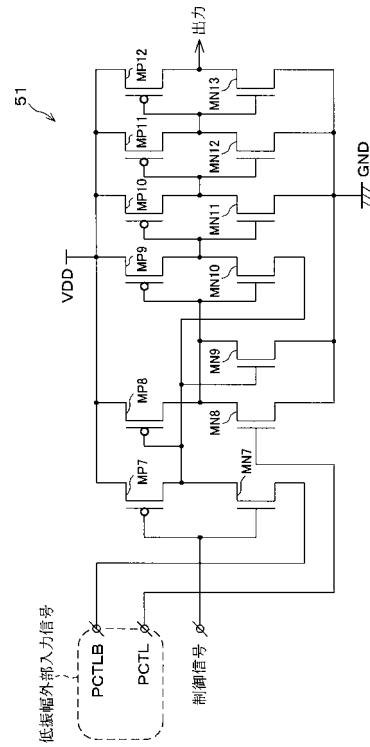 51
VDD
MP7
MP8
MP9
MP10
MP11
MP12
出力
MN7
MN8
MN9
MN10
MN11
MN12
MN13
GND
低振幅外部入力信号
PCTLB
PCTL
制御信号